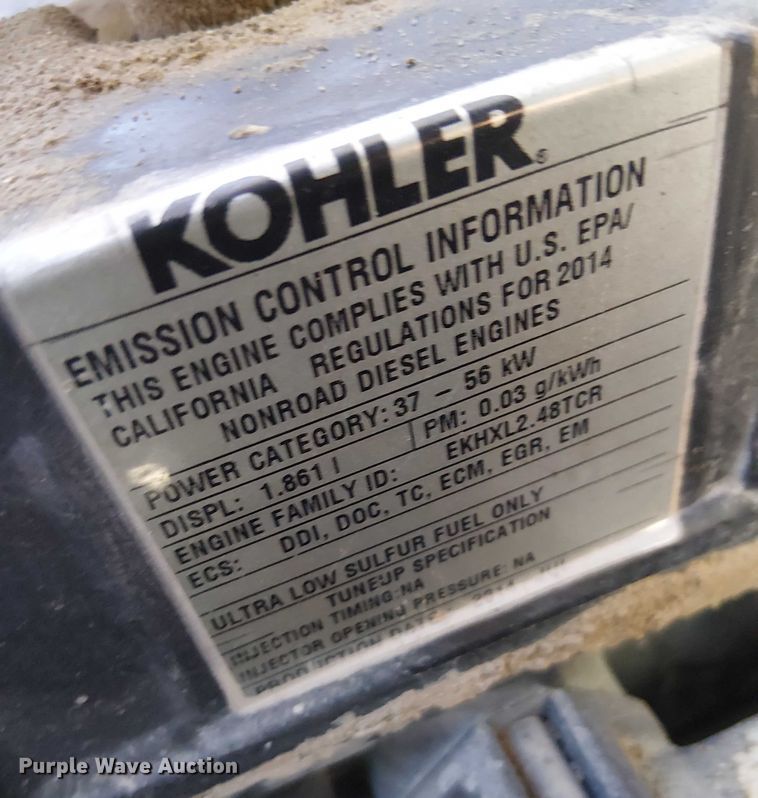 KOHLER®
EMISSION CONTROL INFORMATION
THIS ENGINE COMPLIES WITH U.S. EPA/
CALIFORNIA REGULATIONS FOR 2014
NONROAD DIESEL ENGINES
POWER CATEGORY: 37 – 56 kW
DISPL: 1.861 l PM: 0.03 g/kWh
ENGINE FAMILY ID: EKHXL2.48TCR
ECS: DDI, DOC, TC, ECM, EGR, EM
ULTRA LOW SULFUR FUEL ONLY
TUNEUP SPECIFICATION
INJECTION TIMING:NA
INJECTOR OPENING PRESSURE: NA
PRODUCTION DATE:
Purple Wave Auction